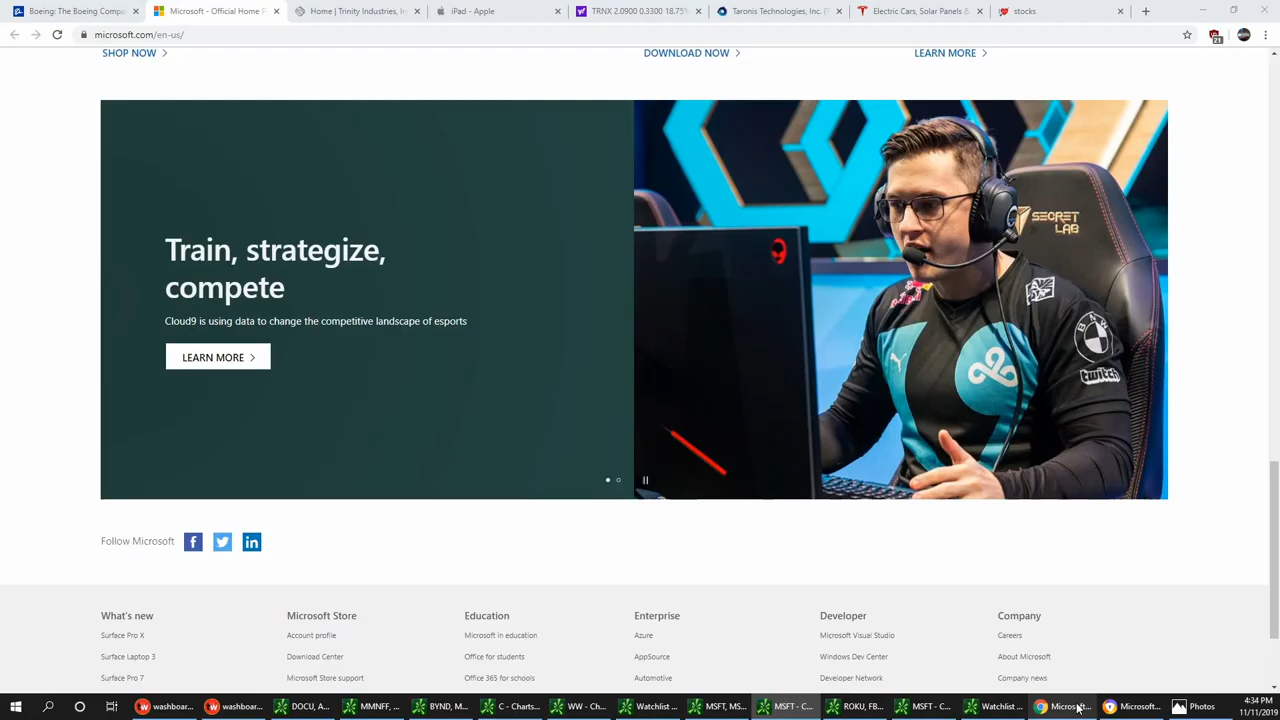 Boeing: The Boeing Compa
Microsoft - Official Home P
Home | Trinity Industries, In
iPad - Apple
TRNX 2.0900 0.3300 18.75%
Taronis Technologies, Inc. (T
Electric Cars, Solar Panels &
stocks
microsoft.com/en-us/
21
SHOP NOW
DOWNLOAD NOW
LEARN MORE
Train, strategize,
compete
Cloud9 is using data to change the competitive landscape of esports
LEARN MORE
SECRET
LAB
BMC
twitch
Follow Microsoft
What's new
Surface Pro X
Surface Laptop 3
Surface Pro 7
Microsoft Store
Account profile
Download Center
Microsoft Store support
Education
Microsoft in education
Office for students
Office 365 for schools
Enterprise
Azure
AppSource
Automotive
Developer
Microsoft Visual Studio
Windows Dev Center
Developer Network
Company
Careers
About Microsoft
Company news
washboar...
washboar...
DOCU, A...
MMNFF, ...
BYND, M...
C - Charts...
WW - Ch...
Watchlist ...
MSFT, MS...
MSFT - C...
ROKU, FB...
MSFT - C...
Watchlist ...
Microsoft...
Microsoft...
Photos
4:34 PM
11/11/2019